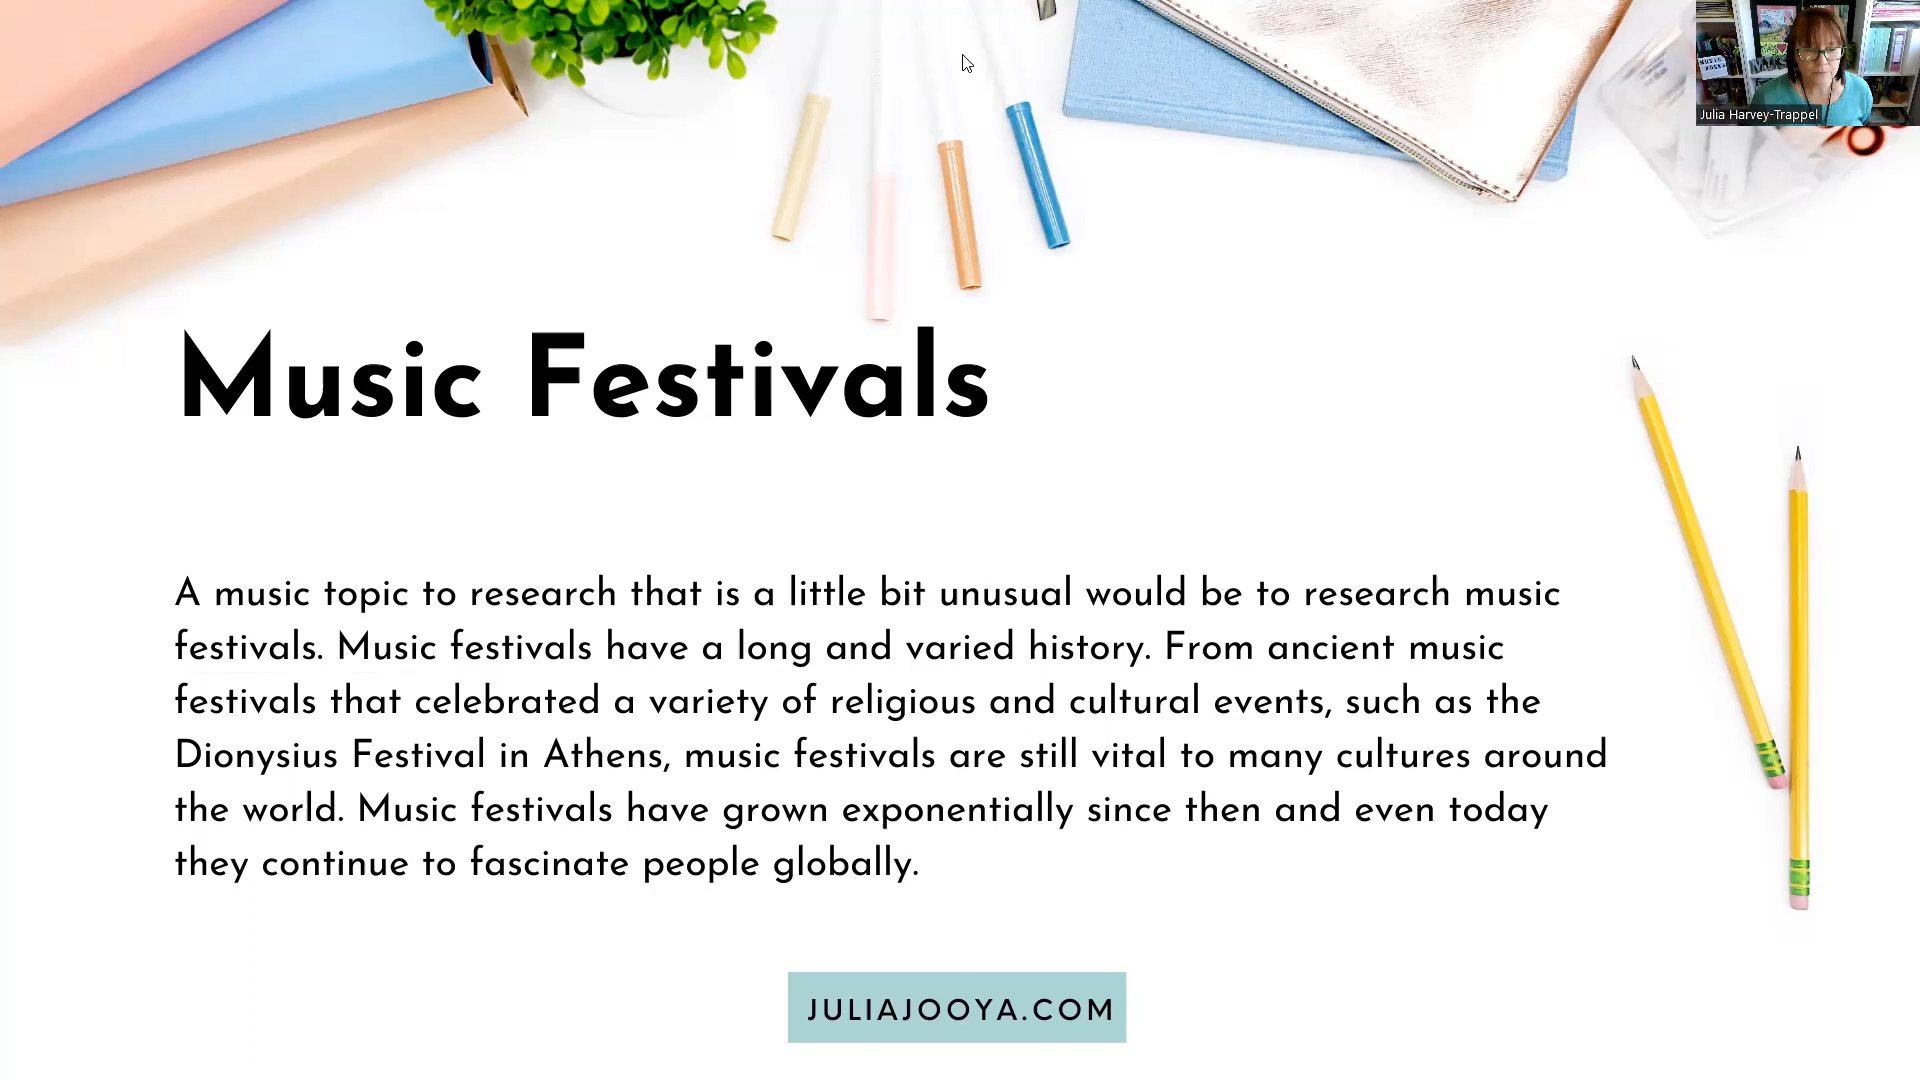 Julia Harvey-Trappel
Music Festivals
A music topic to research that is a little bit unusual would be to research music
festivals. Music festivals have a long and varied history. From ancient music
festivals that celebrated a variety of religious and cultural events, such as the
Dionysius Festival in Athens, music festivals are still vital to many cultures around
the world. Music festivals have grown exponentially since then and even today
they continue to fascinate people globally.
JULIAJOOYA.COM